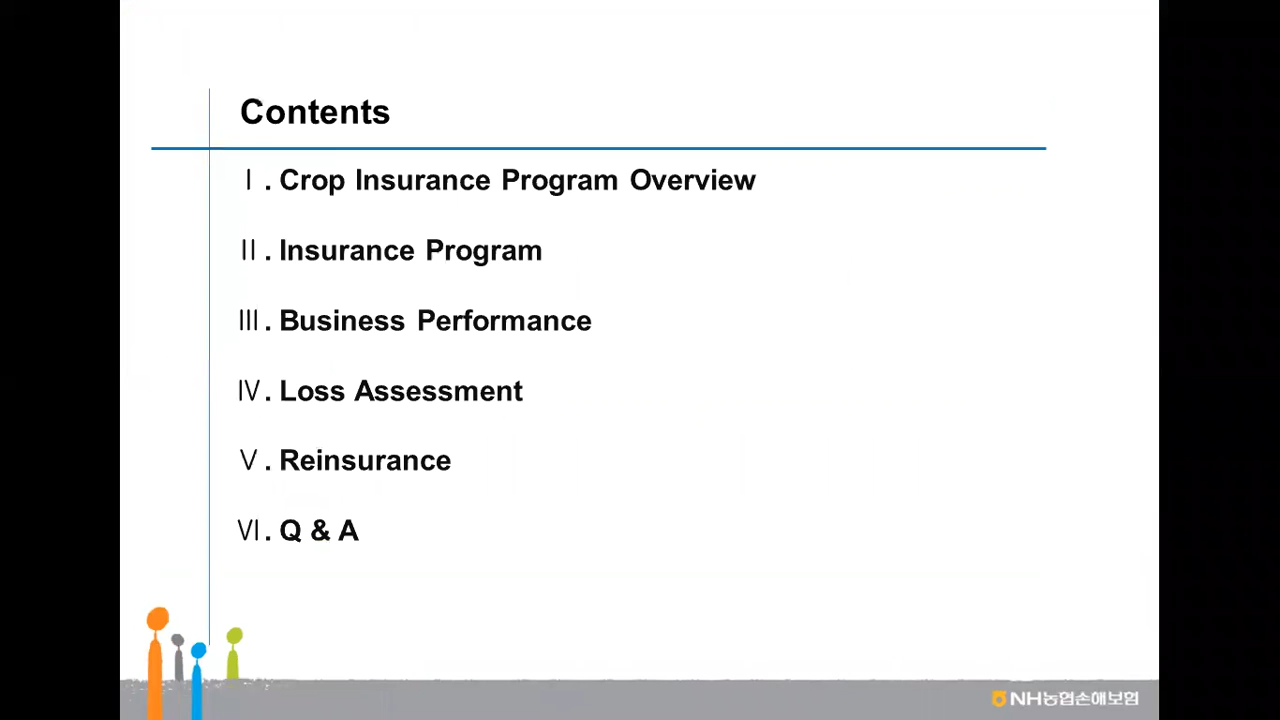 Contents
Ⅰ. Crop Insurance Program Overview
Ⅱ. Insurance Program
Ⅲ. Business Performance
Ⅳ. Loss Assessment
Ⅴ. Reinsurance
Ⅵ. Q & A
NH농협손해보험